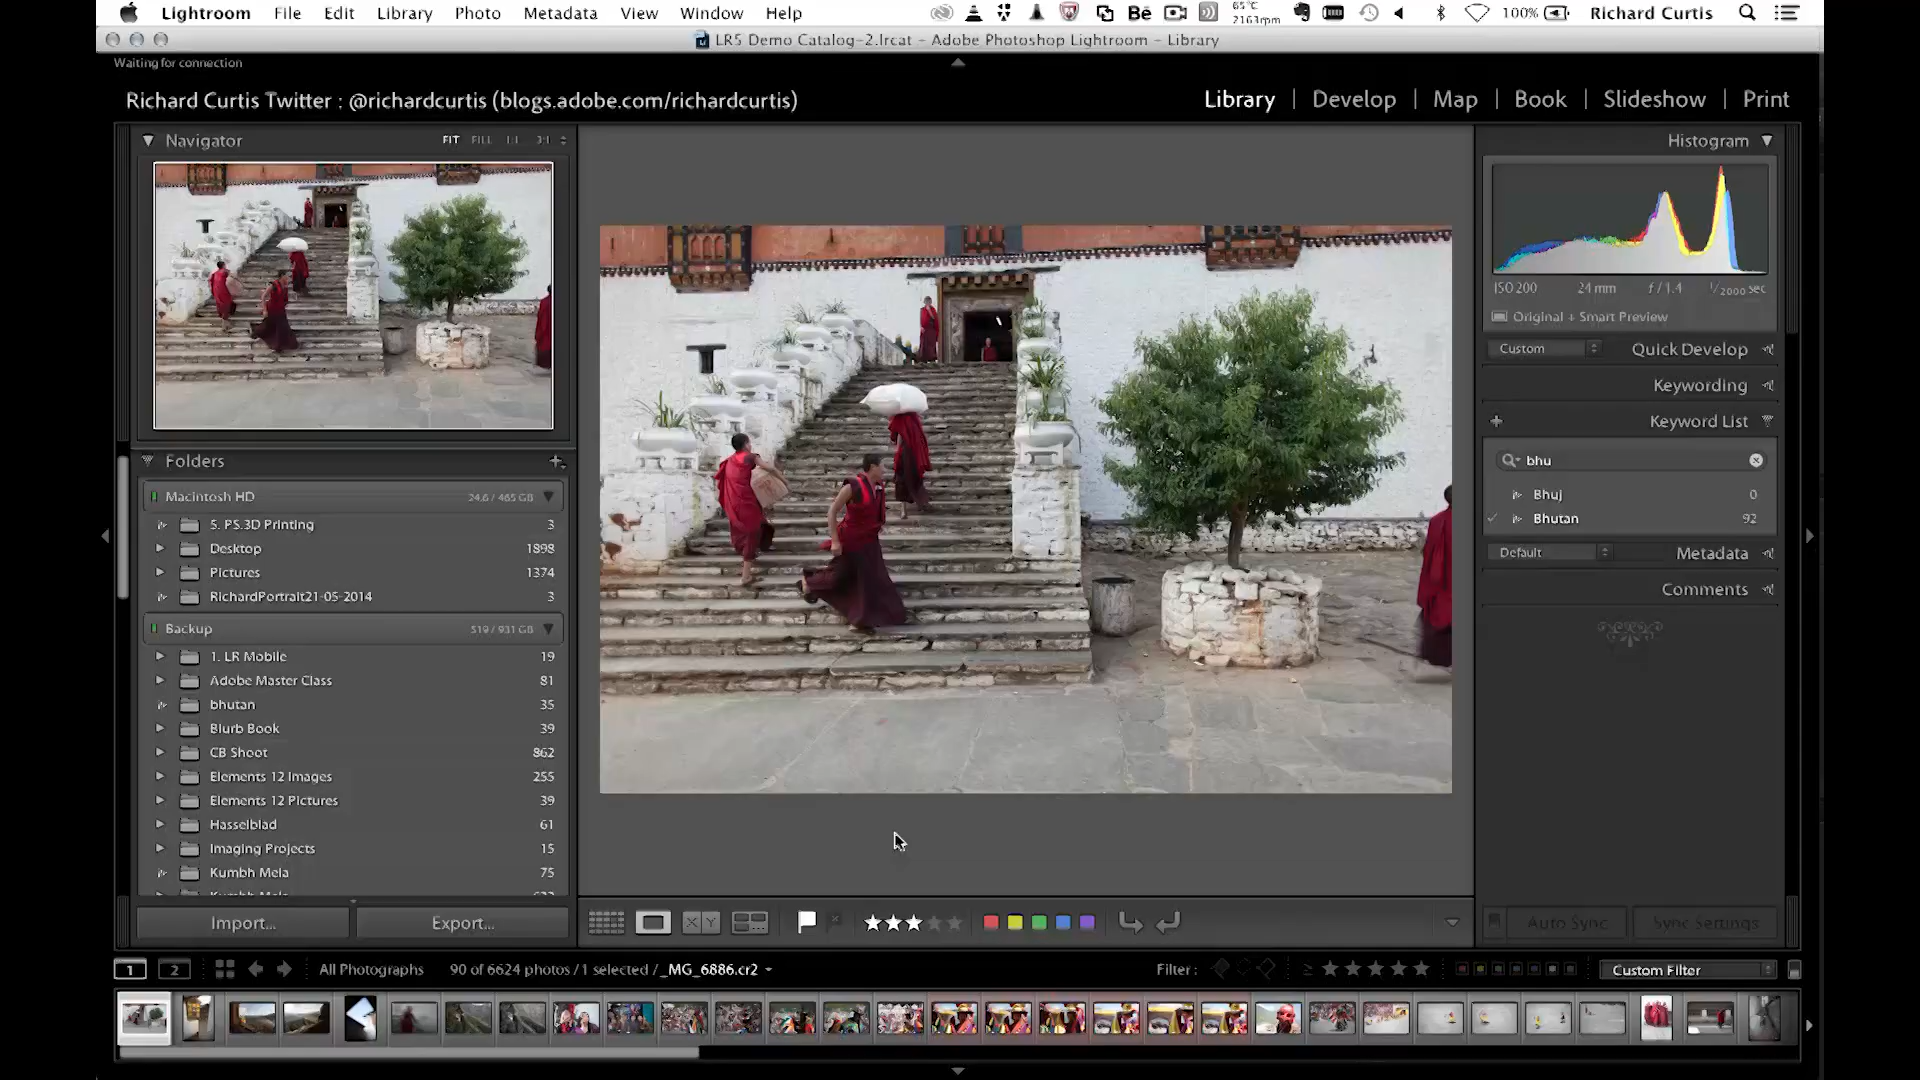 Lightroom File Edit Library Photo Metadata View Window Help Bē 65°C 2163rpm 100% Richard Curtis
LR5 Demo Catalog-2.lrcat – Adobe Photoshop Lightroom – Library
Waiting for connection
Richard Curtis Twitter : @richardcurtis (blogs.adobe.com/richardcurtis)
Library | Develop | Map | Book | Slideshow | Print
Navigator FIT FILL 1:1 3:1
Histogram
ISO 200 24 mm f / 1.4 1/2000 sec
Original + Smart Preview
Custom Quick Develop
Keywording
Keyword List
bhu
Bhuj 0
Bhutan 92
Default Metadata
Comments
Folders
Macintosh HD 24.6 / 465 GB
5. PS.3D Printing 3
Desktop 1898
Pictures 1374
RichardPortrait21-05-2014 3
Backup 519 / 931 GB
1. LR Mobile 19
Adobe Master Class 81
bhutan 35
Blurb Book 39
CB Shoot 862
Elements 12 Images 255
Elements 12 Pictures 39
Hasselblad 61
Imaging Projects 15
Kumbh Mela 75
Import... Export...
X Y
Auto Sync Sync Settings
1 2 All Photographs 90 of 6624 photos / 1 selected / _MG_6886.cr2
Filter : ≥ Custom Filter